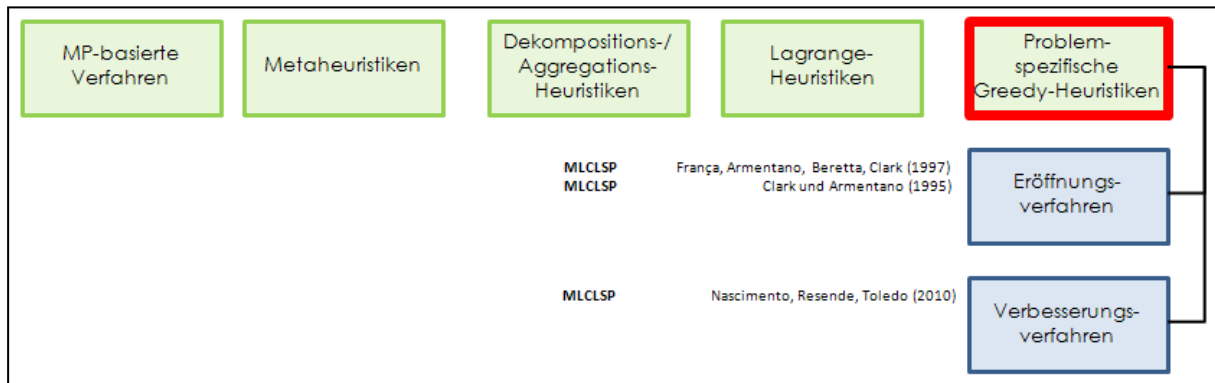 MP-basierte
Verfahren
Metaheuristiken
Dekompositions-/
Aggregations-
Heuristiken
Lagrange-
Heuristiken
Problem-
spezifische
Greedy-Heuristiken
MLCLSP França, Armentano, Beretta, Clark (1997)
MLCLSP Clark und Armentano (1995)
Eröffnungs-
verfahren
MLCLSP Nascimento, Resende, Toledo (2010)
Verbesserungs-
verfahren